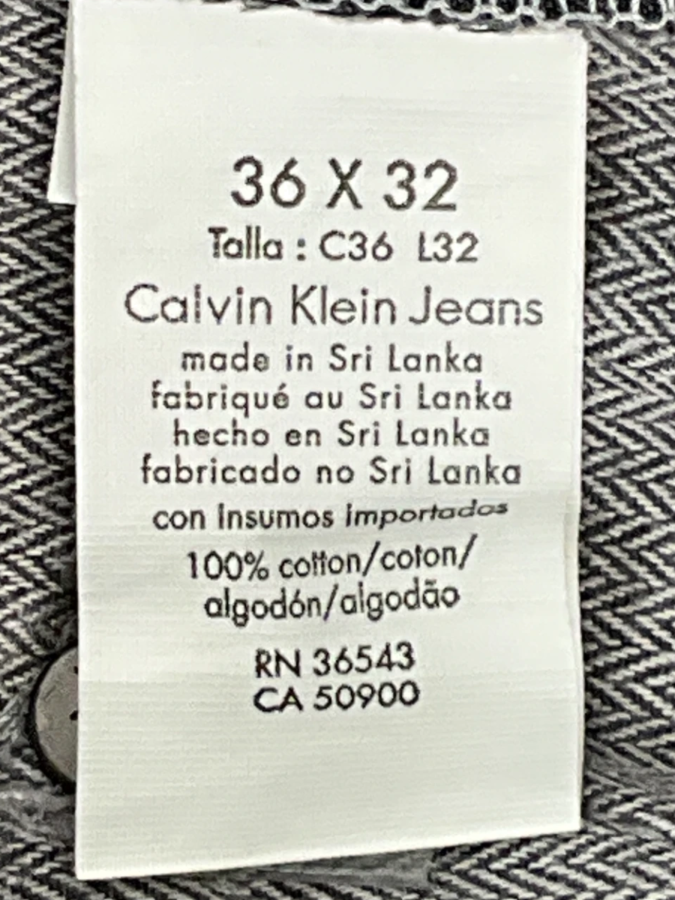 36 X 32
Talla : C36 L32
Calvin Klein Jeans
made in Sri Lanka
fabriqué au Sri Lanka
hecho en Sri Lanka
fabricado no Sri Lanka
con insumos importados
100% cotton/coton/
algodón/algodão
RN 36543
CA 50900